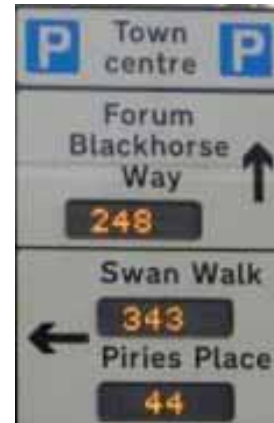 P Town P
centre
Forum
Blackhorse
Way
248
Swan Walk
343
Piries Place
44